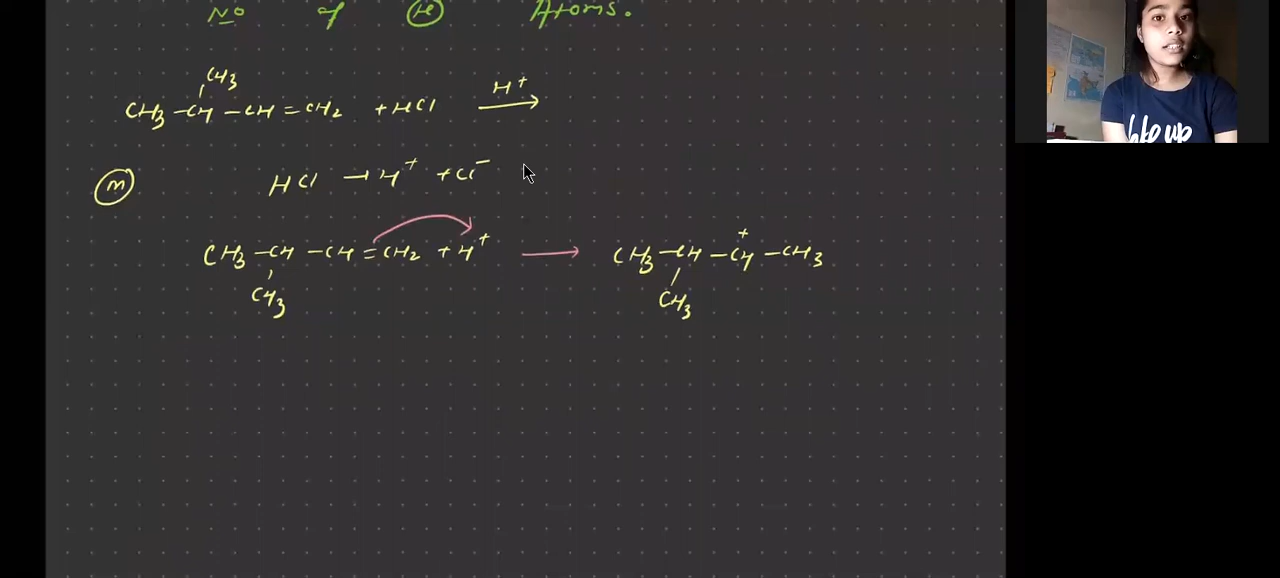 No of H Atoms.
CH3
CH3 - CH - CH = CH2 + HCl H+ →
M HCl → H+ + Cl-
CH3 - CH - CH = CH2 + H+ → CH3 - CH - CH+ - CH3
CH3 CH3